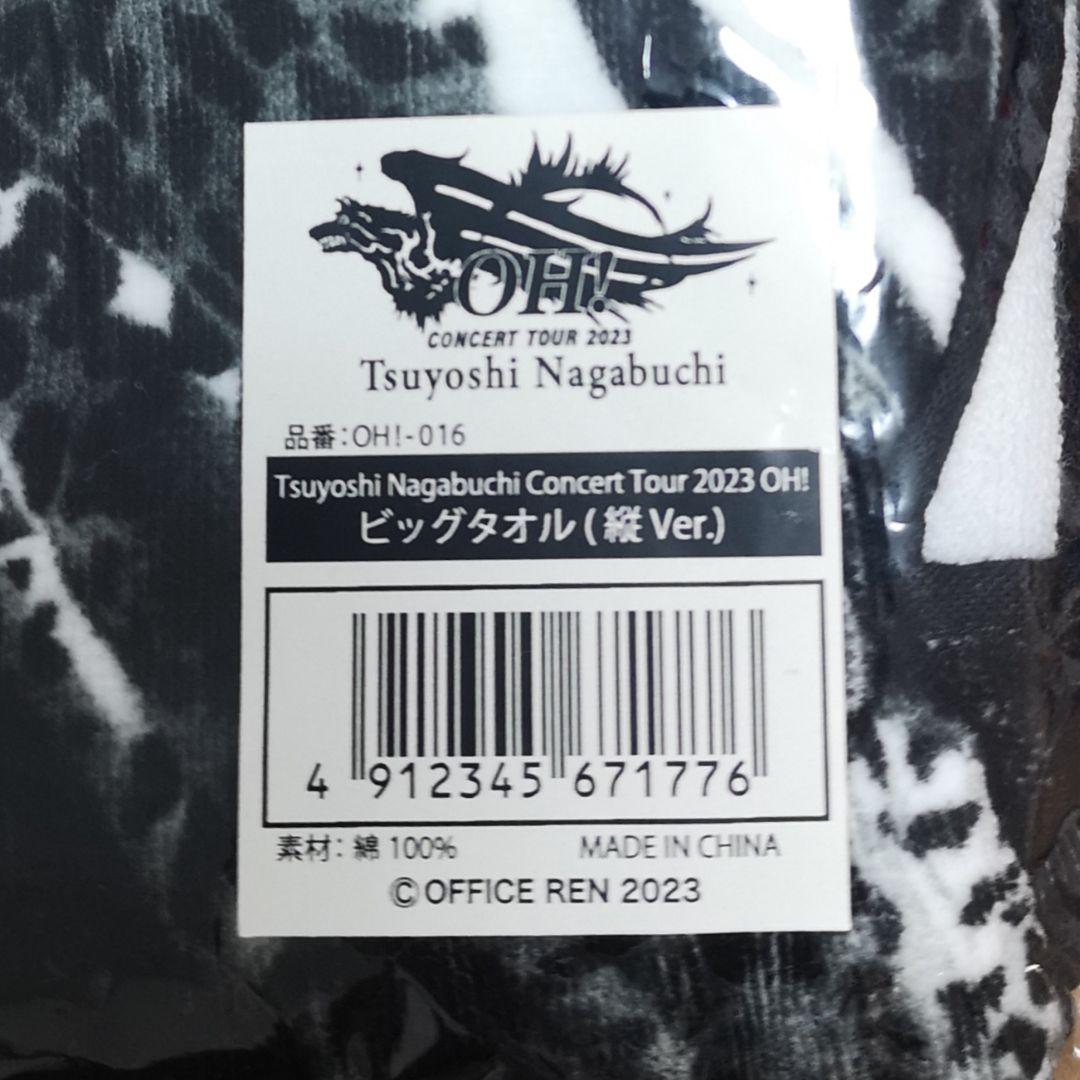 OH!
CONCERT TOUR 2023
Tsuyoshi Nagabuchi
品番:OH!-016
Tsuyoshi Nagabuchi Concert Tour 2023 OH!
ビッグタオル(縦Ver.)
4 912345 671776
素材: 綿 100% MADE IN CHINA
©OFFICE REN 2023